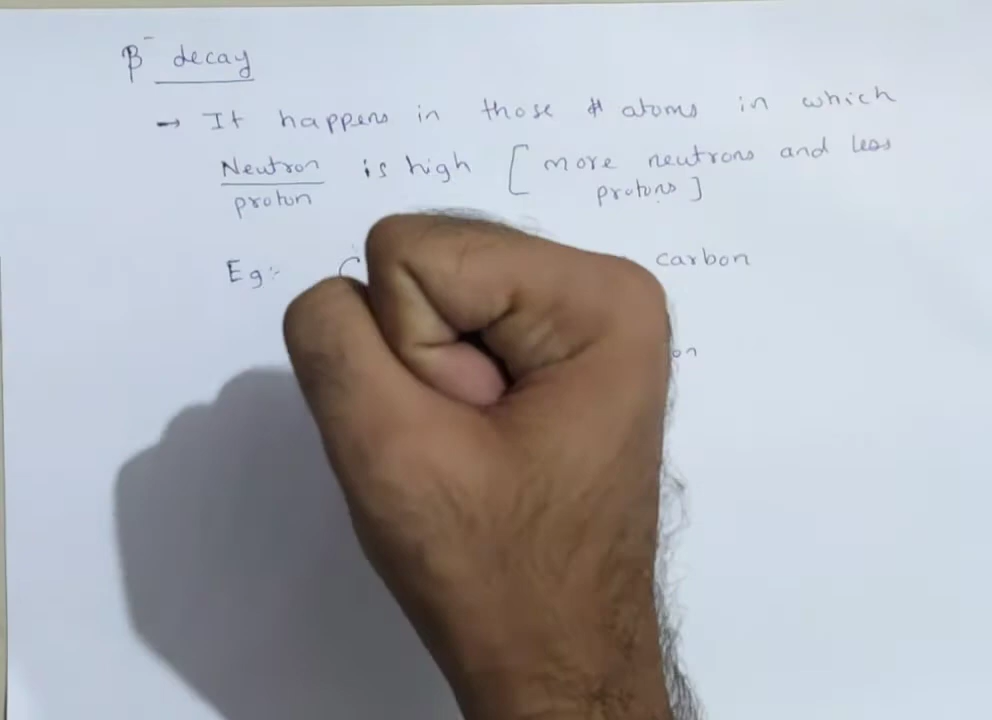 β⁻ decay
→ It happens in those atoms in which
Neutron
proton
is high [ more neutrons and less
protons ]
Eg:- C
carbon
on